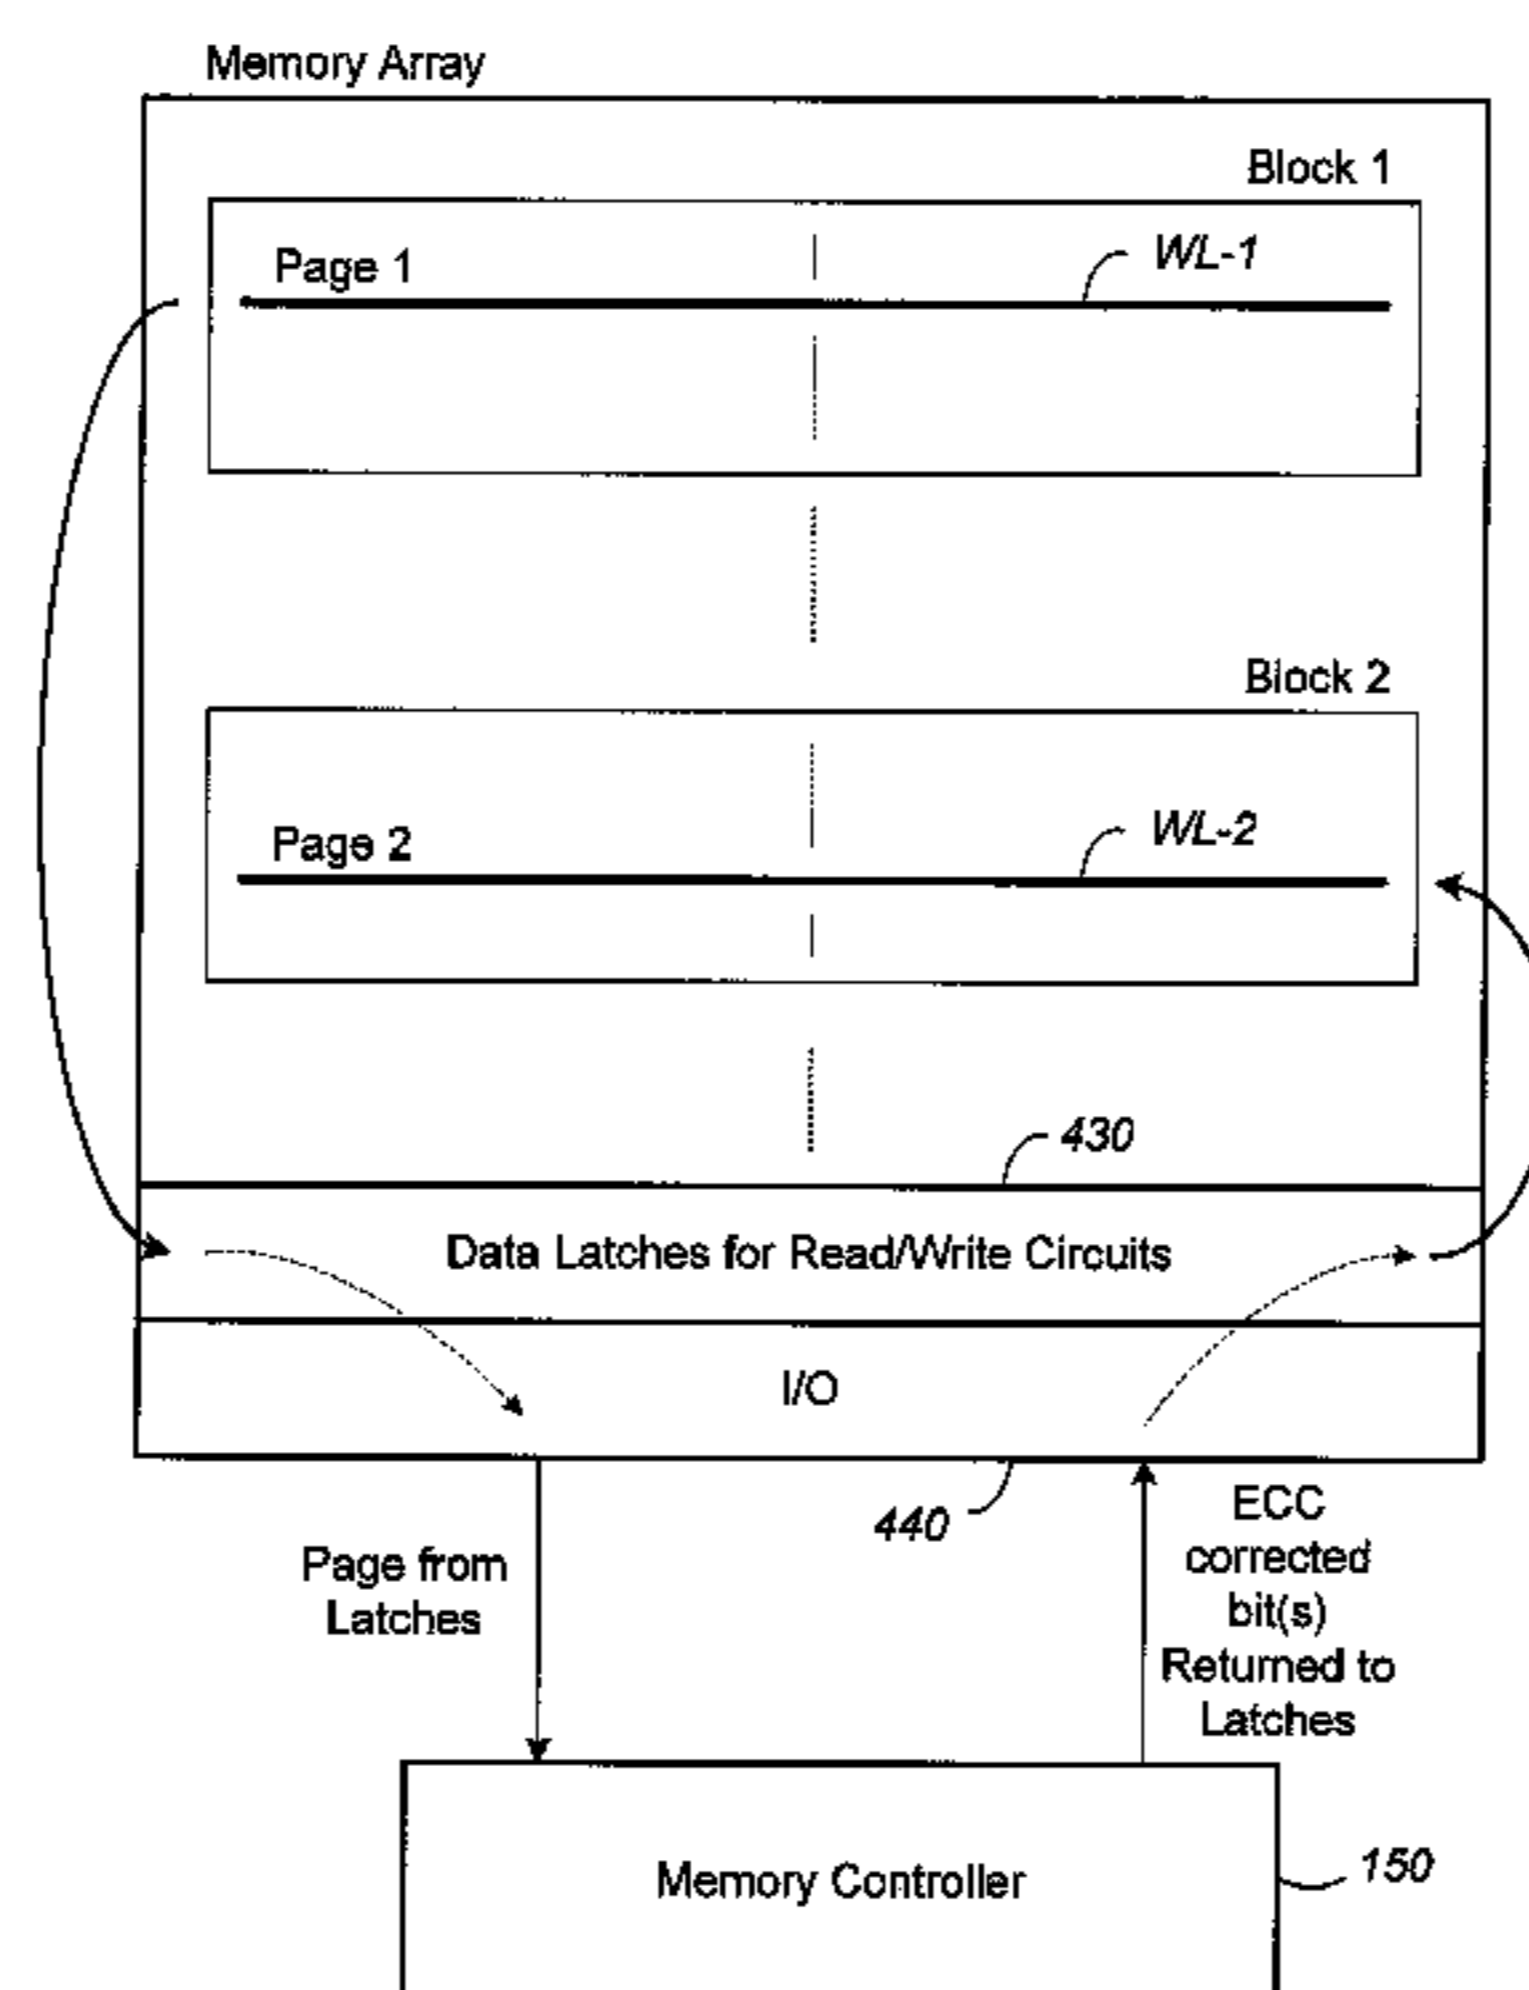 Memory Array
Block 1
Page 1
WL-1
Block 2
Page 2
WL-2
430
Data Latches for Read/Write Circuits
I/O
440
Page from
Latches
ECC
corrected
bit(s)
Returned to
Latches
Memory Controller
150